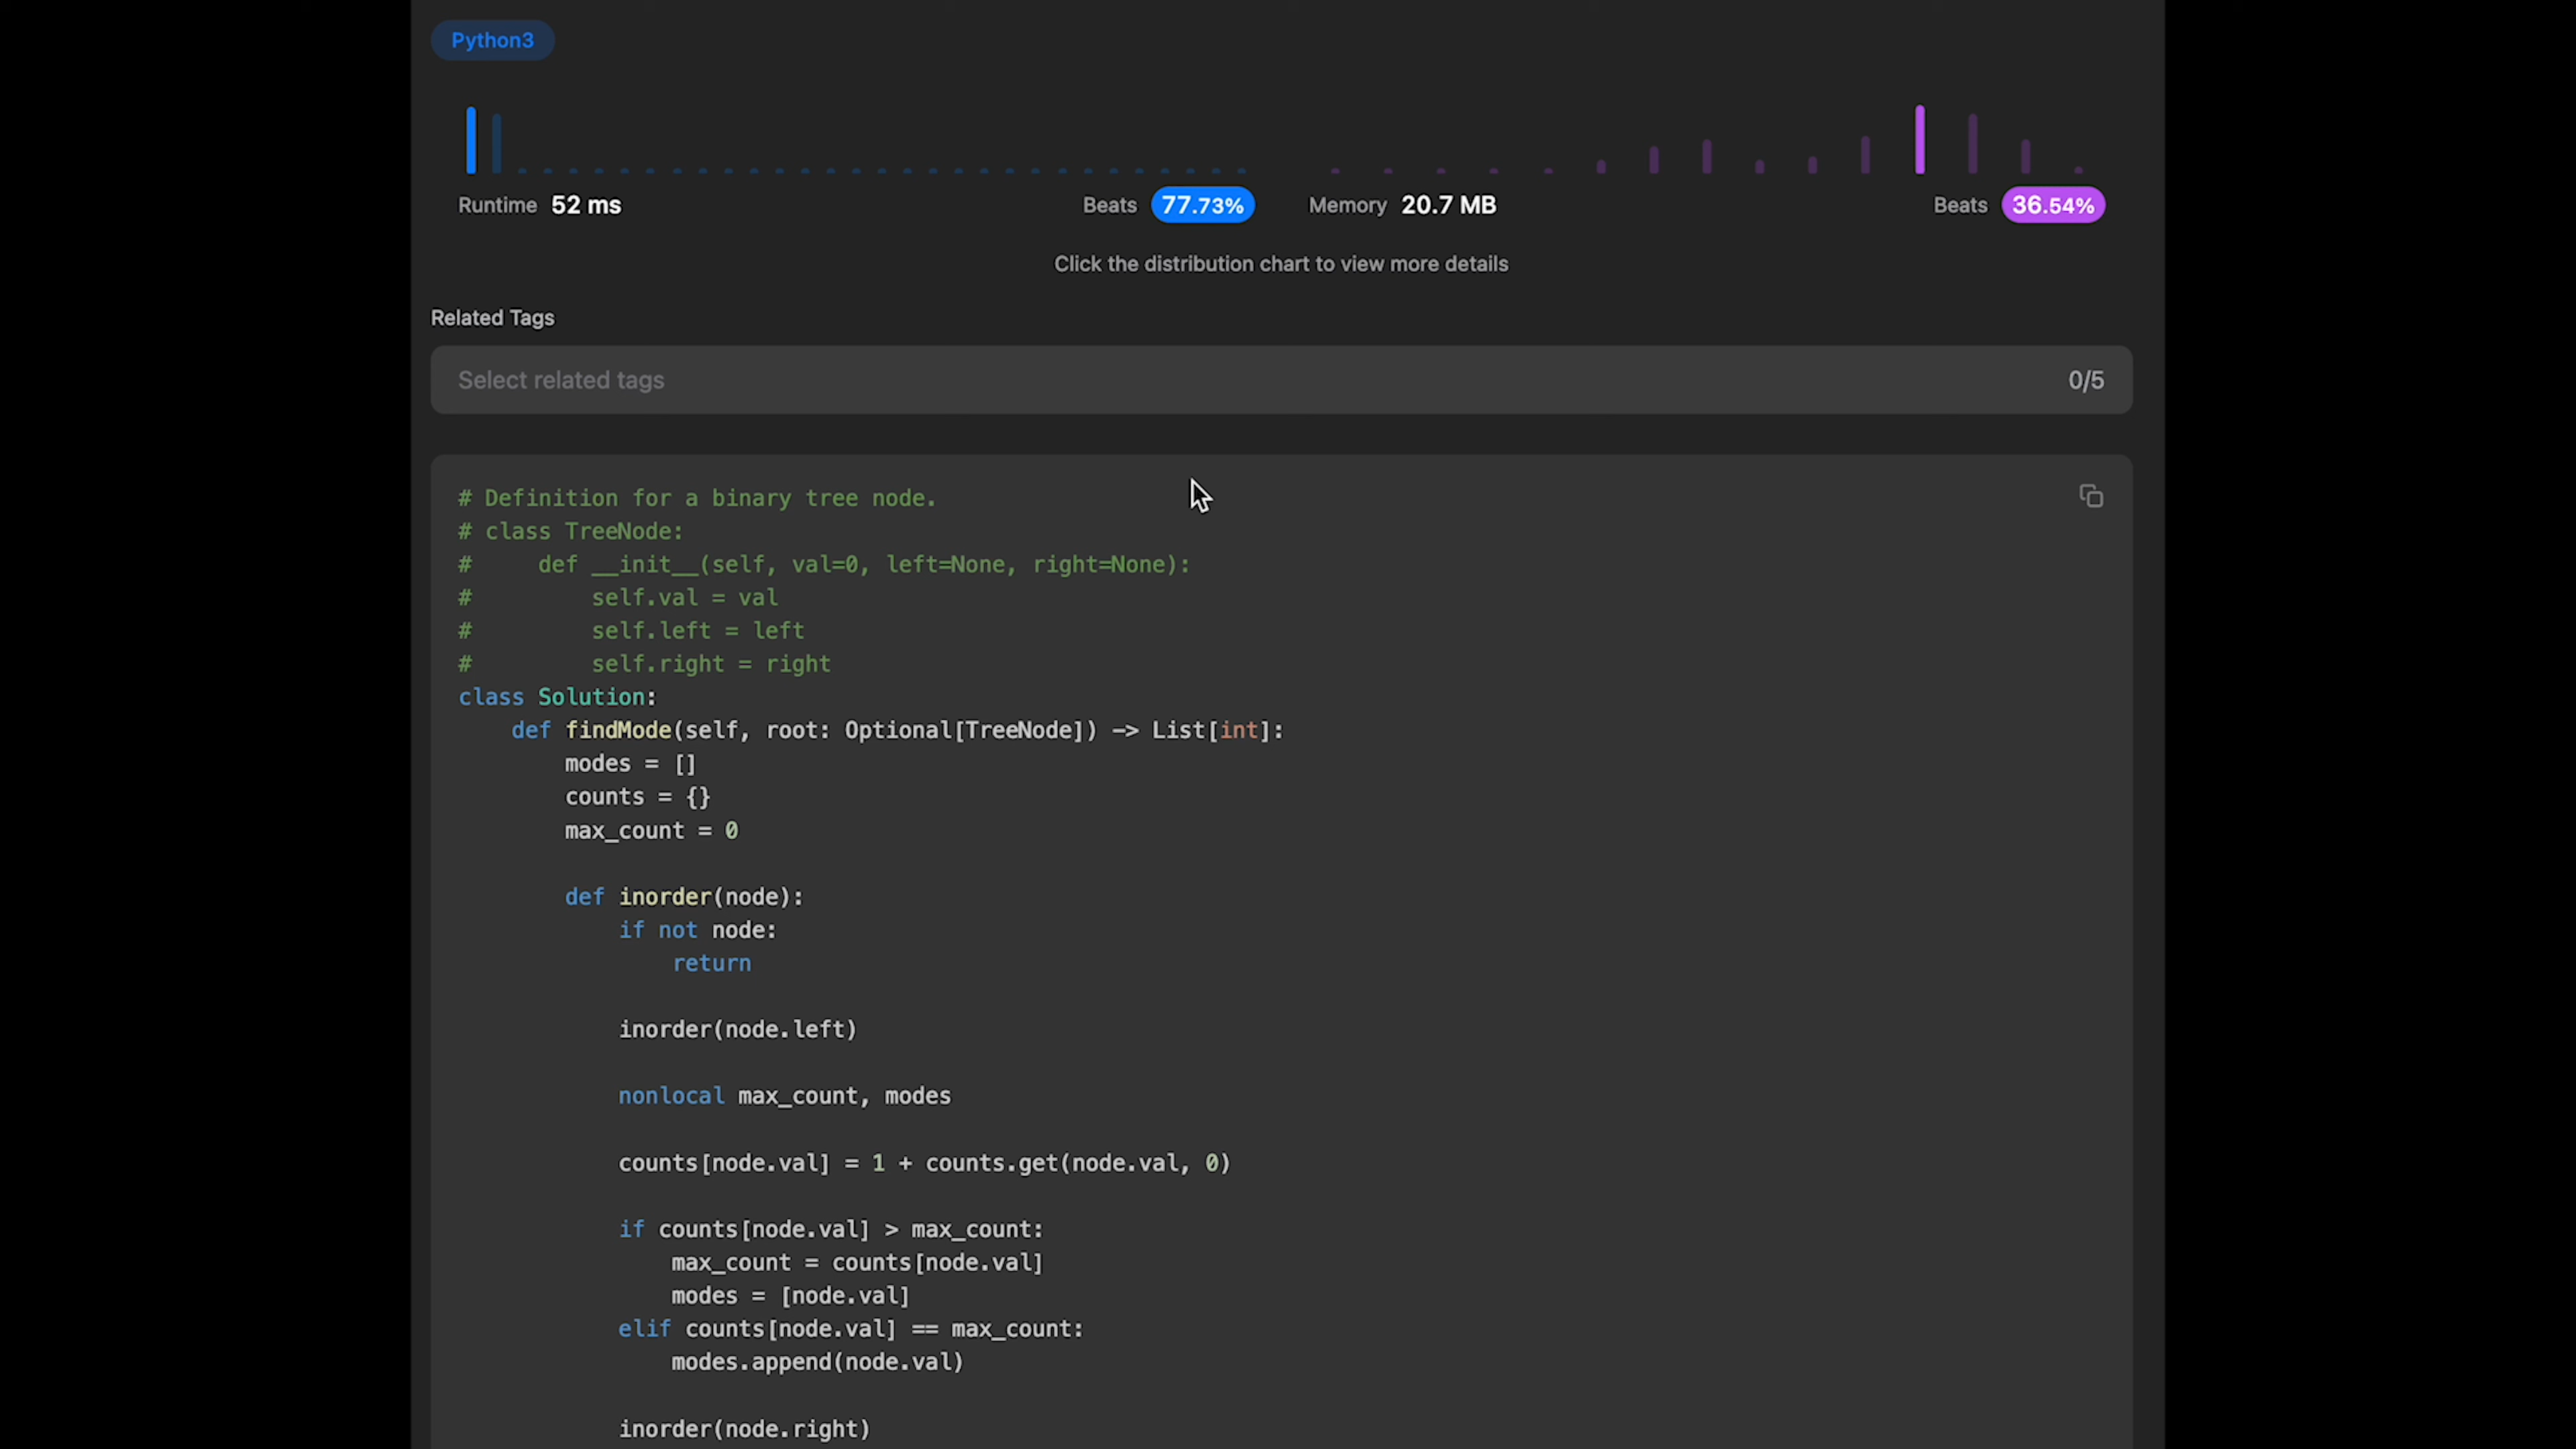 Python3
Runtime 52 ms Beats 77.73% Memory 20.7 MB Beats 36.54%
Click the distribution chart to view more details
Related Tags
Select related tags 0/5
# Definition for a binary tree node.
# class TreeNode:
#     def __init__(self, val=0, left=None, right=None):
#         self.val = val
#         self.left = left
#         self.right = right
class Solution:
    def findMode(self, root: Optional[TreeNode]) -> List[int]:
        modes = []
        counts = {}
        max_count = 0
        def inorder(node):
            if not node:
                return
            inorder(node.left)
            nonlocal max_count, modes
            counts[node.val] = 1 + counts.get(node.val, 0)
            if counts[node.val] > max_count:
                max_count = counts[node.val]
                modes = [node.val]
            elif counts[node.val] == max_count:
                modes.append(node.val)
            inorder(node.right)